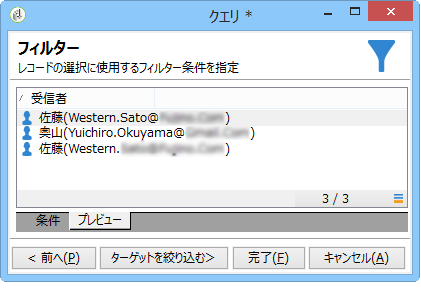 クエリ *
フィルター
レコードの選択に使用するフィルター条件を指定
受信者
佐藤(Western.Sato@ )
奥山(Yuichiro.Okuyama@ )
佐藤(Western. )
3 / 3
条件 プレビュー
< 前へ(P) ターゲットを絞り込む> 完了(F) キャンセル(A)